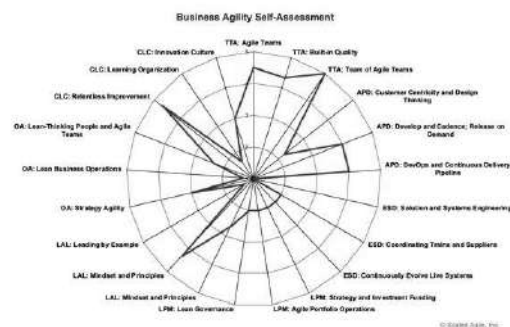 Business Agility Self-Assessment
TTA: Agile Teams
CLC: Innovation Culture
TTA: Built-in Quality
CLC: Learning Organization
TTA: Team of Agile Teams
CLC: Relentless Improvement
APD: Customer Centricity and Design
Thinking
OA: Lean-Thinking People and Agile
Teams
APD: Develop and Cadence; Release on
Demand
OA: Lean Business Operations
APD: DevOps and Continuous Delivery
Pipeline
OA: Strategy Agility
ESD: Solution and Systems Engineering
LAL: Leading by Example
ESD: Coordinating Trains and Suppliers
LAL: Mindset and Principles
ESD: Continuously Evolve Live Systems
LAL: Mindset and Principles
LPM: Strategy and Investment Funding
LPM: Lean Governance
LPM: Agile Portfolio Operations
© Scaled Agile, Inc.